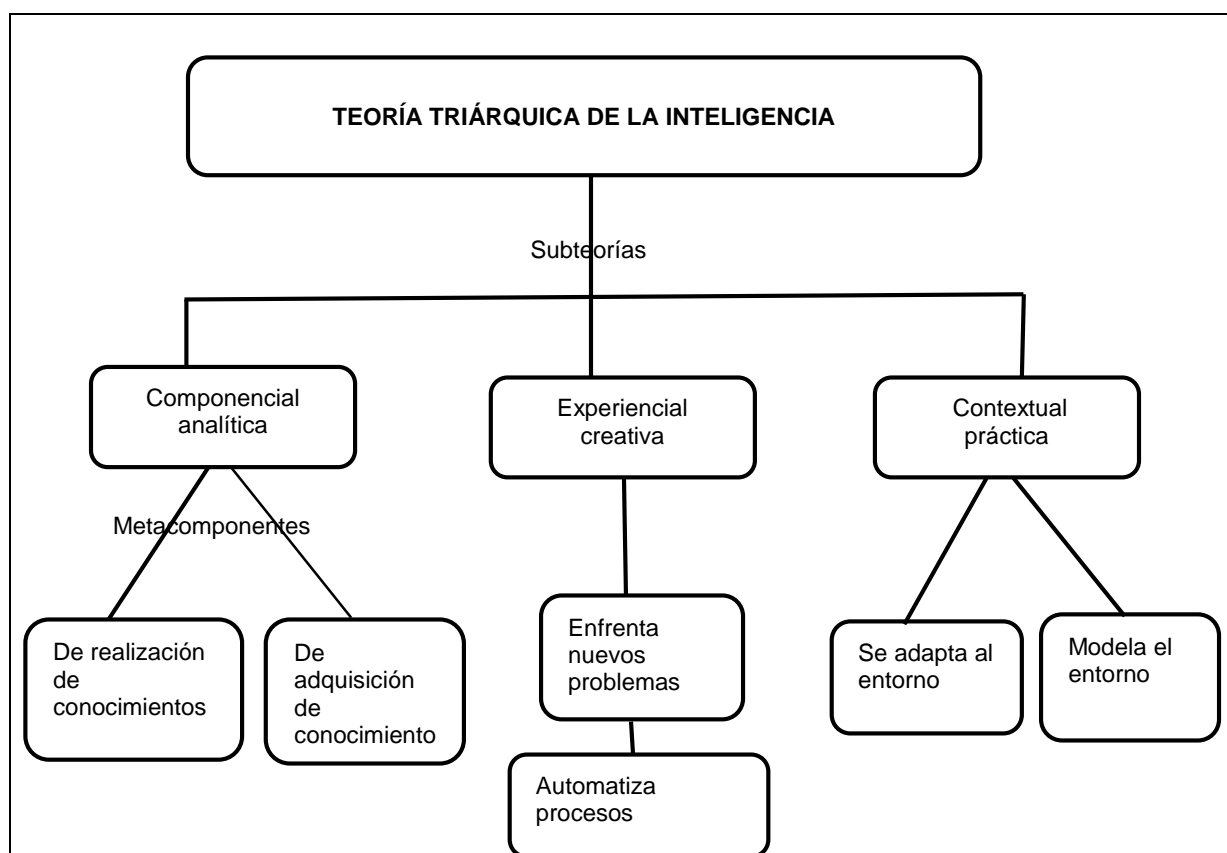 TEORÍA TRIÁRQUICA DE LA INTELIGENCIA
Subteorías
Componencial
analítica
Experiencial
creativa
Contextual
práctica
Metacomponentes
De realización
de
conocimientos
De
adquisición
de
conocimiento
Enfrenta
nuevos
problemas
Automatiza
procesos
Se adapta al
entorno
Modela el
entorno